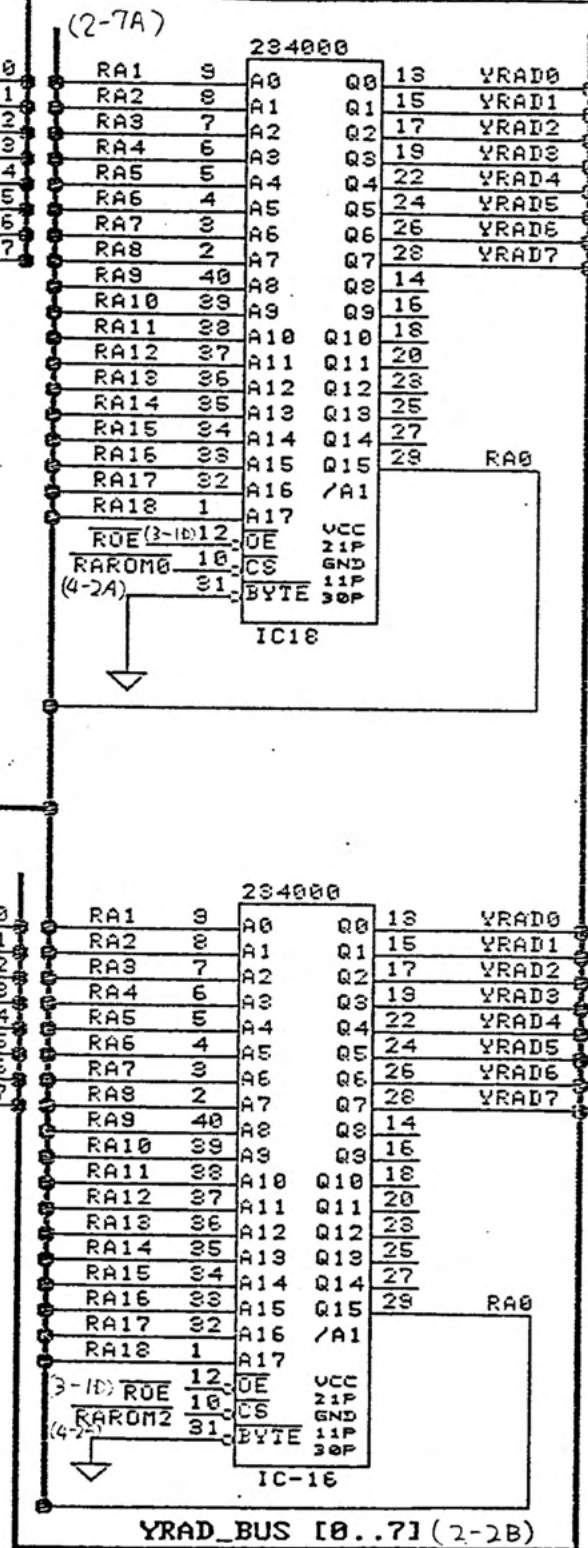 (2-7A)
234000
RA1 9 A0 Q0 13 YRAD0
RA2 8 A1 Q1 15 YRAD1
RA3 7 A2 Q2 17 YRAD2
RA4 6 A3 Q3 19 YRAD3
RA5 5 A4 Q4 22 YRAD4
RA6 4 A5 Q5 24 YRAD5
RA7 3 A6 Q6 26 YRAD6
RA8 2 A7 Q7 28 YRAD7
RA9 40 A8 Q8 14
RA10 39 A9 Q9 16
RA11 38 A10 Q10 18
RA12 37 A11 Q11 20
RA13 36 A12 Q12 23
RA14 35 A13 Q13 25
RA15 34 A14 Q14 27
RA16 33 A15 Q15 29 RA0
RA17 32 A16 /A1
RA18 1 A17
ROE (3-1D) 12 OE VCC
21P
RAROM0 10 CS GND
(4-2A) 31 BYTE 11P
30P
IC18
234000
RA1 9 A0 Q0 13 YRAD0
RA2 8 A1 Q1 15 YRAD1
RA3 7 A2 Q2 17 YRAD2
RA4 6 A3 Q3 19 YRAD3
RA5 5 A4 Q4 22 YRAD4
RA6 4 A5 Q5 24 YRAD5
RA7 3 A6 Q6 26 YRAD6
RA8 2 A7 Q7 28 YRAD7
RA9 40 A8 Q8 14
RA10 39 A9 Q9 16
RA11 38 A10 Q10 18
RA12 37 A11 Q11 20
RA13 36 A12 Q12 23
RA14 35 A13 Q13 25
RA15 34 A14 Q14 27
RA16 33 A15 Q15 29 RA0
RA17 32 A16 /A1
RA18 1 A17
(3-1D) ROE 12 OE VCC
21P
RAROM2 10 CS GND
31 BYTE 11P
30P
IC-16
YRAD_BUS [0..7] (2-2B)